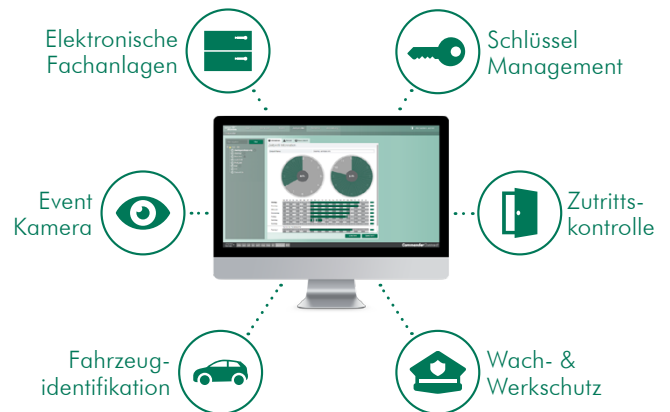 Elektronische
Fachanlagen
Schlüssel
Management
Event
Kamera
Zutritts-
kontrolle
Fahrzeug-
identifikation
Wach- &
Werkschutz